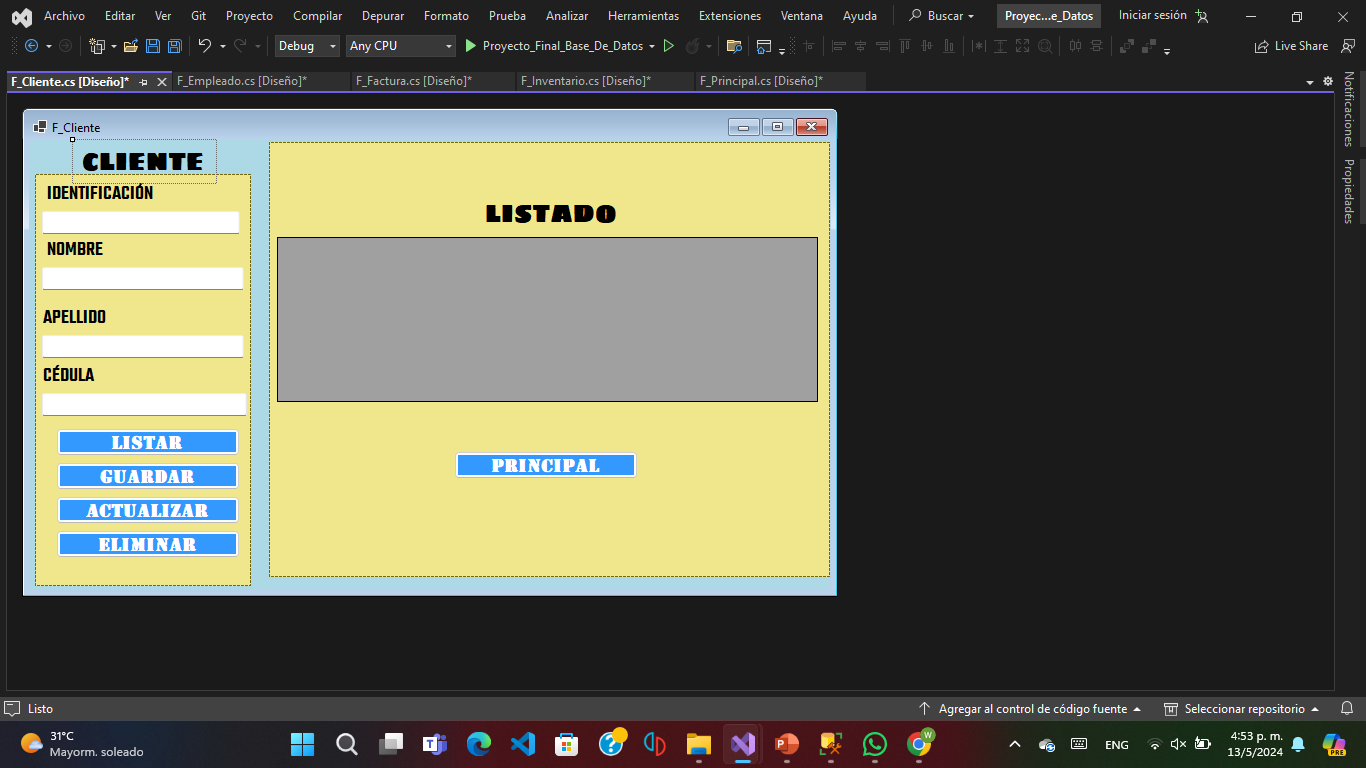 Archivo Editar Ver Git Proyecto Compilar Depurar Formato Prueba Analizar Herramientas Extensiones Ventana Ayuda Buscar Proyec...e_Datos Iniciar sesión
Debug Any CPU Proyecto_Final_Base_De_Datos Live Share
F_Cliente.cs [Diseño]* F_Empleado.cs [Diseño]* F_Factura.cs [Diseño]* F_Inventario.cs [Diseño]* F_Principal.cs [Diseño]*
Notificaciones
Propiedades
F_Cliente
CLIENTE
IDENTIFICACIÓN
NOMBRE
APELLIDO
CÉDULA
LISTAR
GUARDAR
ACTUALIZAR
ELIMINAR
LISTADO
PRINCIPAL
Listo Agregar al control de código fuente Seleccionar repositorio
31°C
Mayorm. soleado
W
ENG
4:53 p. m.
13/5/2024
PRE